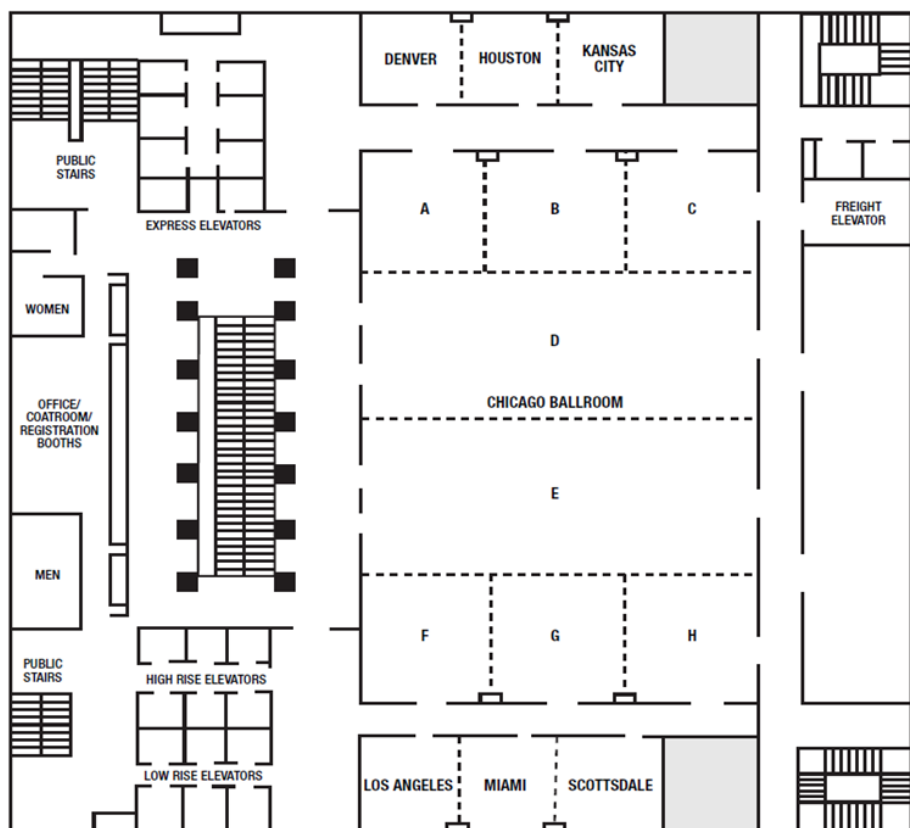 DENVER
HOUSTON
KANSAS
CITY
PUBLIC
STAIRS
A
B
C
FREIGHT
ELEVATOR
EXPRESS ELEVATORS
WOMEN
D
OFFICE/
COATROOM/
REGISTRATION
BOOTHS
CHICAGO BALLROOM
E
MEN
F
G
H
PUBLIC
STAIRS
HIGH RISE ELEVATORS
LOW RISE ELEVATORS
LOS ANGELES
MIAMI
SCOTTSDALE